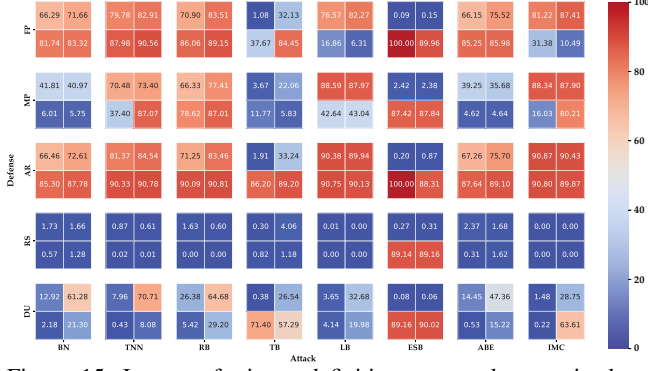 66.29 71.66 79.78 82.91 70.90 83.51 1.08 32.13 76.57 82.27 0.09 0.15 66.15 75.52 81.22 87.41
FP
81.74 83.32 87.98 90.56 86.06 89.15 37.67 84.45 16.86 6.31 100.00 89.96 85.25 85.98 31.38 10.49
41.81 40.97 70.48 73.40 66.33 77.41 3.67 22.06 88.59 87.97 2.42 2.38 39.25 35.68 88.34 87.90
MP
6.01 5.75 37.40 87.07 78.62 87.01 11.77 5.83 42.64 43.04 87.42 87.84 4.62 4.64 16.03 80.21
66.46 72.61 81.37 84.54 71.25 83.46 1.91 33.24 90.38 89.94 0.20 0.87 67.26 75.70 90.87 90.43
AR
85.30 87.78 90.33 90.78 90.09 90.81 86.20 89.20 90.75 90.13 100.00 88.31 87.64 89.10 90.80 89.87
1.73 1.66 0.87 0.61 1.63 0.60 0.30 4.06 0.01 0.00 0.27 0.31 2.37 1.68 0.00 0.00
RS
0.57 1.28 0.02 0.01 0.00 0.00 0.82 1.18 0.00 0.00 89.14 89.16 0.31 1.62 0.00 0.00
12.92 61.28 7.96 70.71 26.38 64.68 0.38 26.54 3.65 32.68 0.08 0.06 14.45 47.36 1.48 28.75
DU
2.18 21.30 0.43 8.08 5.42 29.20 71.40 57.29 4.14 19.98 89.16 90.02 0.53 15.22 0.22 63.61
Defense
BN TNN RB TB LB ESB ABE IMC
Attack
100
80
60
40
20
0